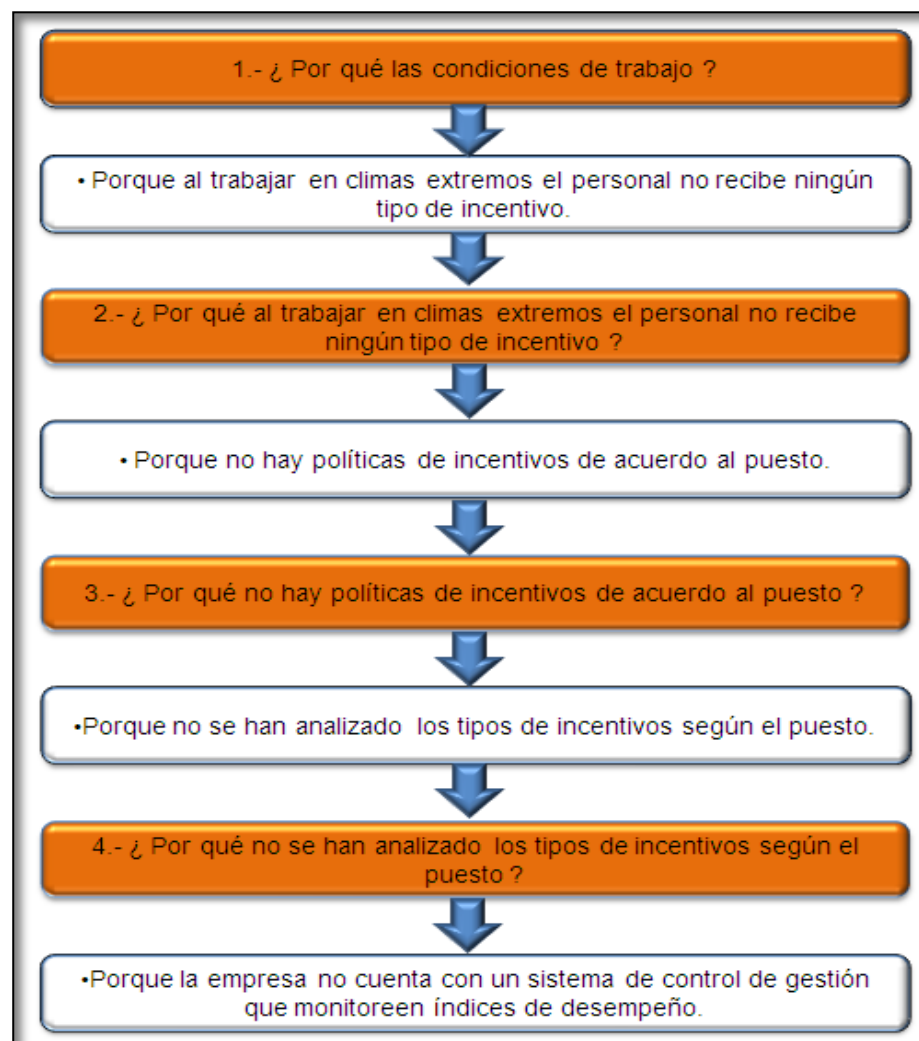 1.- ¿ Por qué las condiciones de trabajo ?
• Porque al trabajar en climas extremos el personal no recibe ningún
tipo de incentivo.
2.- ¿ Por qué al trabajar en climas extremos el personal no recibe
ningún tipo de incentivo ?
• Porque no hay políticas de incentivos de acuerdo al puesto.
3.- ¿ Por qué no hay políticas de incentivos de acuerdo al puesto ?
•Porque no se han analizado los tipos de incentivos según el puesto.
4.- ¿ Por qué no se han analizado los tipos de incentivos según el
puesto ?
•Porque la empresa no cuenta con un sistema de control de gestión
que monitoreen índices de desempeño.